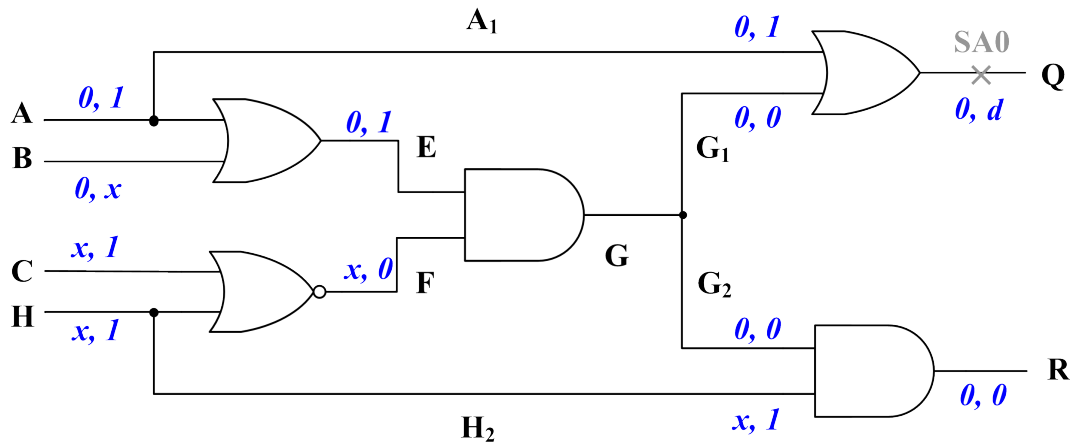 A₁
0, 1
SA0
Q
0, d
0, 1
A
0, 0
0, 1
E
G₁
B
0, x
x, 1
C
x, 0
F
G
G₂
H
x, 1
0, 0
R
0, 0
x, 1
H₂